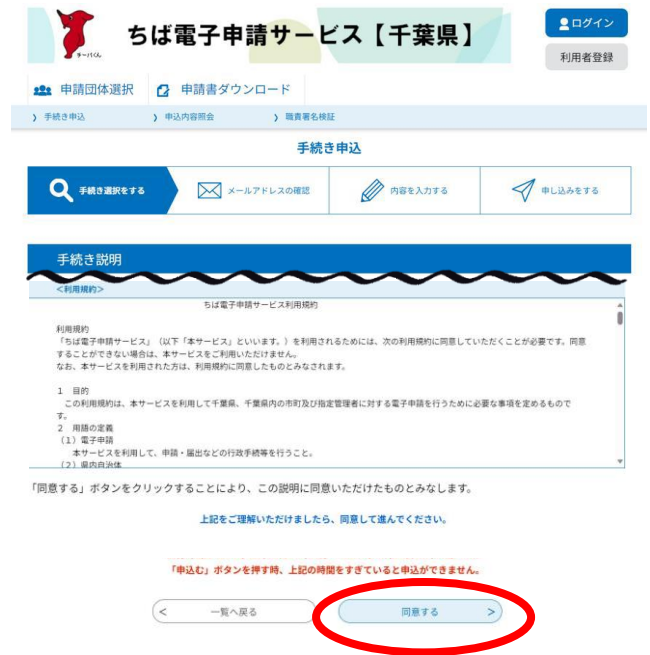 チーバくん
ちば電子申請サービス【千葉県】
ログイン
利用者登録
申請団体選択
申請書ダウンロード
手続き申込
申込内容照会
職責署名検証
手続き申込
手続き選択をする
メールアドレスの確認
内容を入力する
申し込みをする
手続き説明
<利用規約>
ちば電子申請サービス利用規約
利用規約
「ちば電子申請サービス」（以下「本サービス」といいます。）を利用されるためには、次の利用規約に同意していただくことが必要です。同意
することができない場合は、本サービスをご利用いただけません。
なお、本サービスを利用された方は、利用規約に同意したものとみなされます。
1　目的
この利用規約は、本サービスを利用して千葉県、千葉県内の市町及び指定管理者に対する電子申請を行うために必要な事項を定めるもので
す。
2　用語の定義
（1）電子申請
本サービスを利用して、申請・届出などの行政手続等を行うこと。
（2）県内自治体
「同意する」ボタンをクリックすることにより、この説明に同意いただけたものとみなします。
上記をご理解いただけましたら、同意して進んでください。
「申込む」ボタンを押す時、上記の時間をすぎていると申込ができません。
< 一覧へ戻る
同意する >